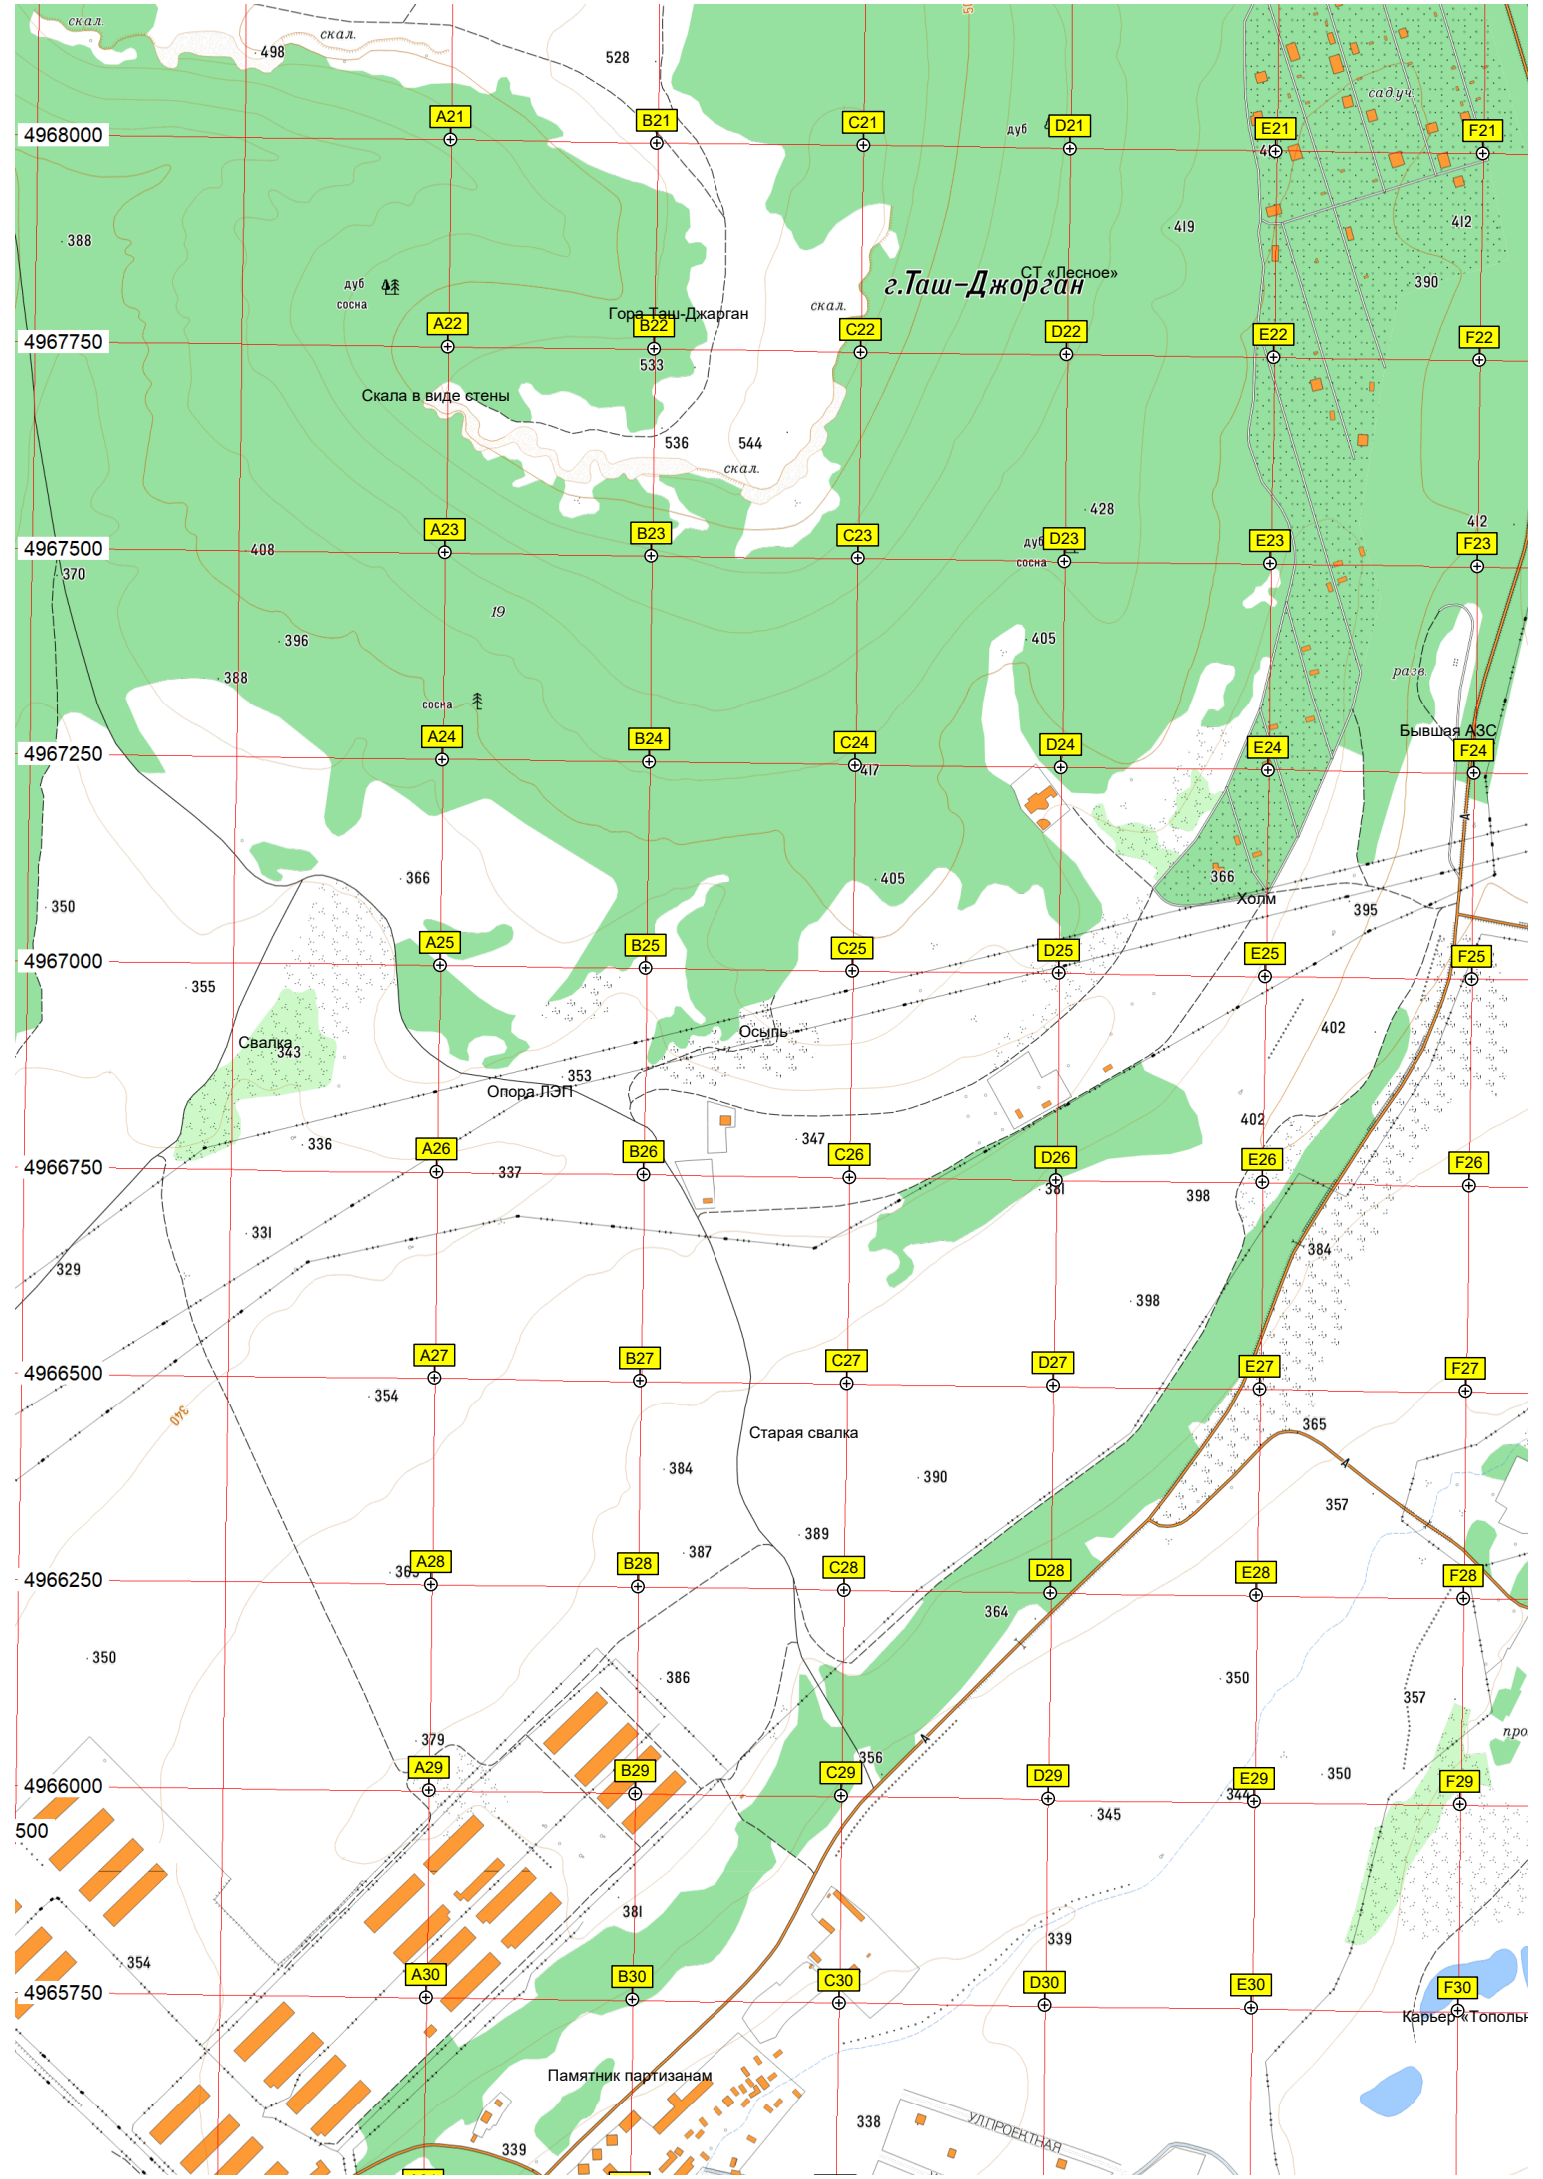 скал.
скал.
498
528
A21
B21
C21
дуб
D21
E21
F21
сад.уч.
4968000
388
419
412
дуб
сосна
г.Таш-Джорган
СТ «Лесное»
390
скал.
Гора Таш-Джарган
A22
B22
C22
D22
E22
F22
4967750
533
Скала в виде стены
536
544
скал.
428
412
A23
B23
C23
дуб
D23
E23
F23
4967500
408
сосна
370
19
396
405
388
разв.
сосна
Бывшая АЗС
A24
B24
C24
D24
E24
F24
4967250
417
А
366
405
366
Холм
350
395
A25
B25
C25
D25
E25
F25
4967000
355
402
Свалка
343
Осыпь
353
Опора ЛЭП
402
336
347
A26
B26
C26
D26
E26
F26
4966750
337
381
398
331
384
329
398
A27
B27
C27
D27
E27
F27
4966500
354
340
365
Старая свалка
А
384
390
357
389
387
A28
B28
C28
D28
E28
F28
4966250
364
350
386
350
357
379
А
про
356
A29
B29
C29
D29
E29
F29
4966000
350
344
345
500
381
339
354
A30
B30
C30
D30
E30
F30
4965750
Карьер «Топольн
Памятник партизанам
338
УЛ.ПРОЕКТНАЯ
339